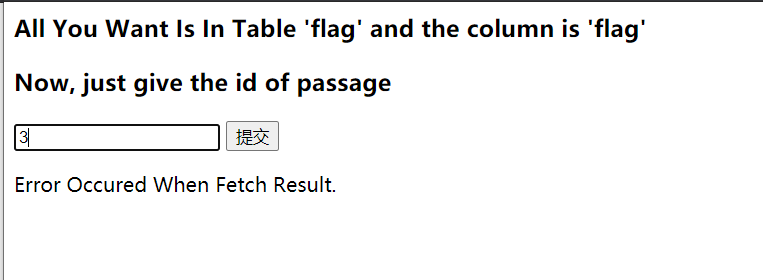 All You Want Is In Table 'flag' and the column is 'flag'
Now, just give the id of passage
3 提交
Error Occured When Fetch Result.